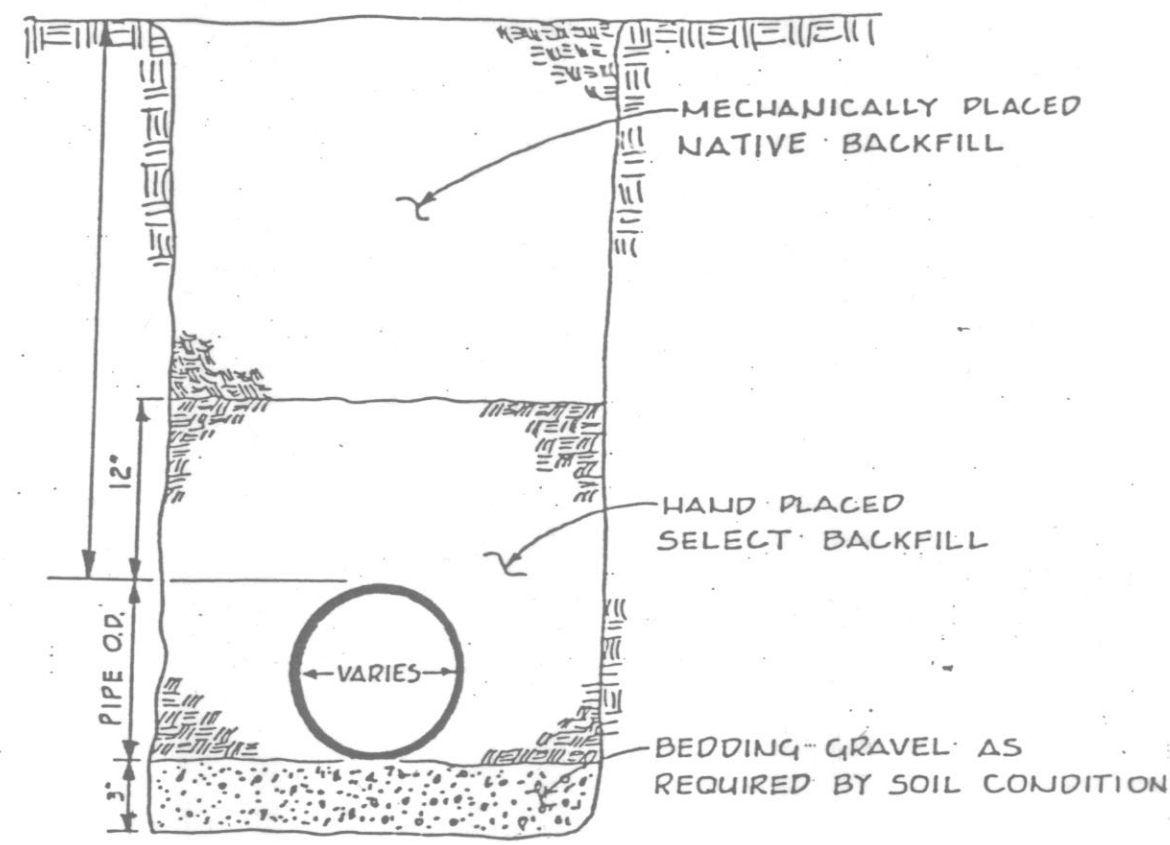 MECHANICALLY PLACED
NATIVE BACKFILL
12"
HAND PLACED
SELECT BACKFILL
PIPE O.D.
VARIES
BEDDING GRAVEL AS
REQUIRED BY SOIL CONDITION
3"